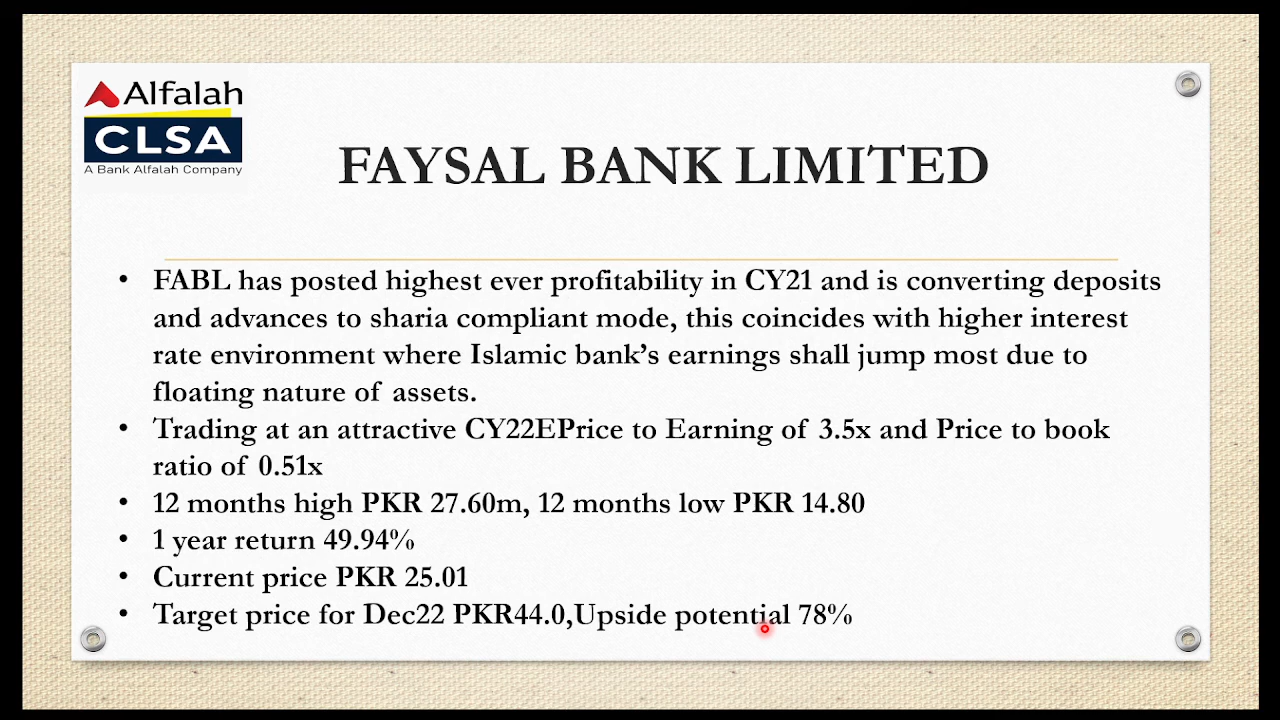 Alfalah
CLSA
A Bank Alfalah Company
FAYSAL BANK LIMITED
• FABL has posted highest ever profitability in CY21 and is converting deposits
and advances to sharia compliant mode, this coincides with higher interest
rate environment where Islamic bank’s earnings shall jump most due to
floating nature of assets.
• Trading at an attractive CY22EPrice to Earning of 3.5x and Price to book
ratio of 0.51x
• 12 months high PKR 27.60m, 12 months low PKR 14.80
• 1 year return 49.94%
• Current price PKR 25.01
• Target price for Dec22 PKR44.0,Upside potential 78%